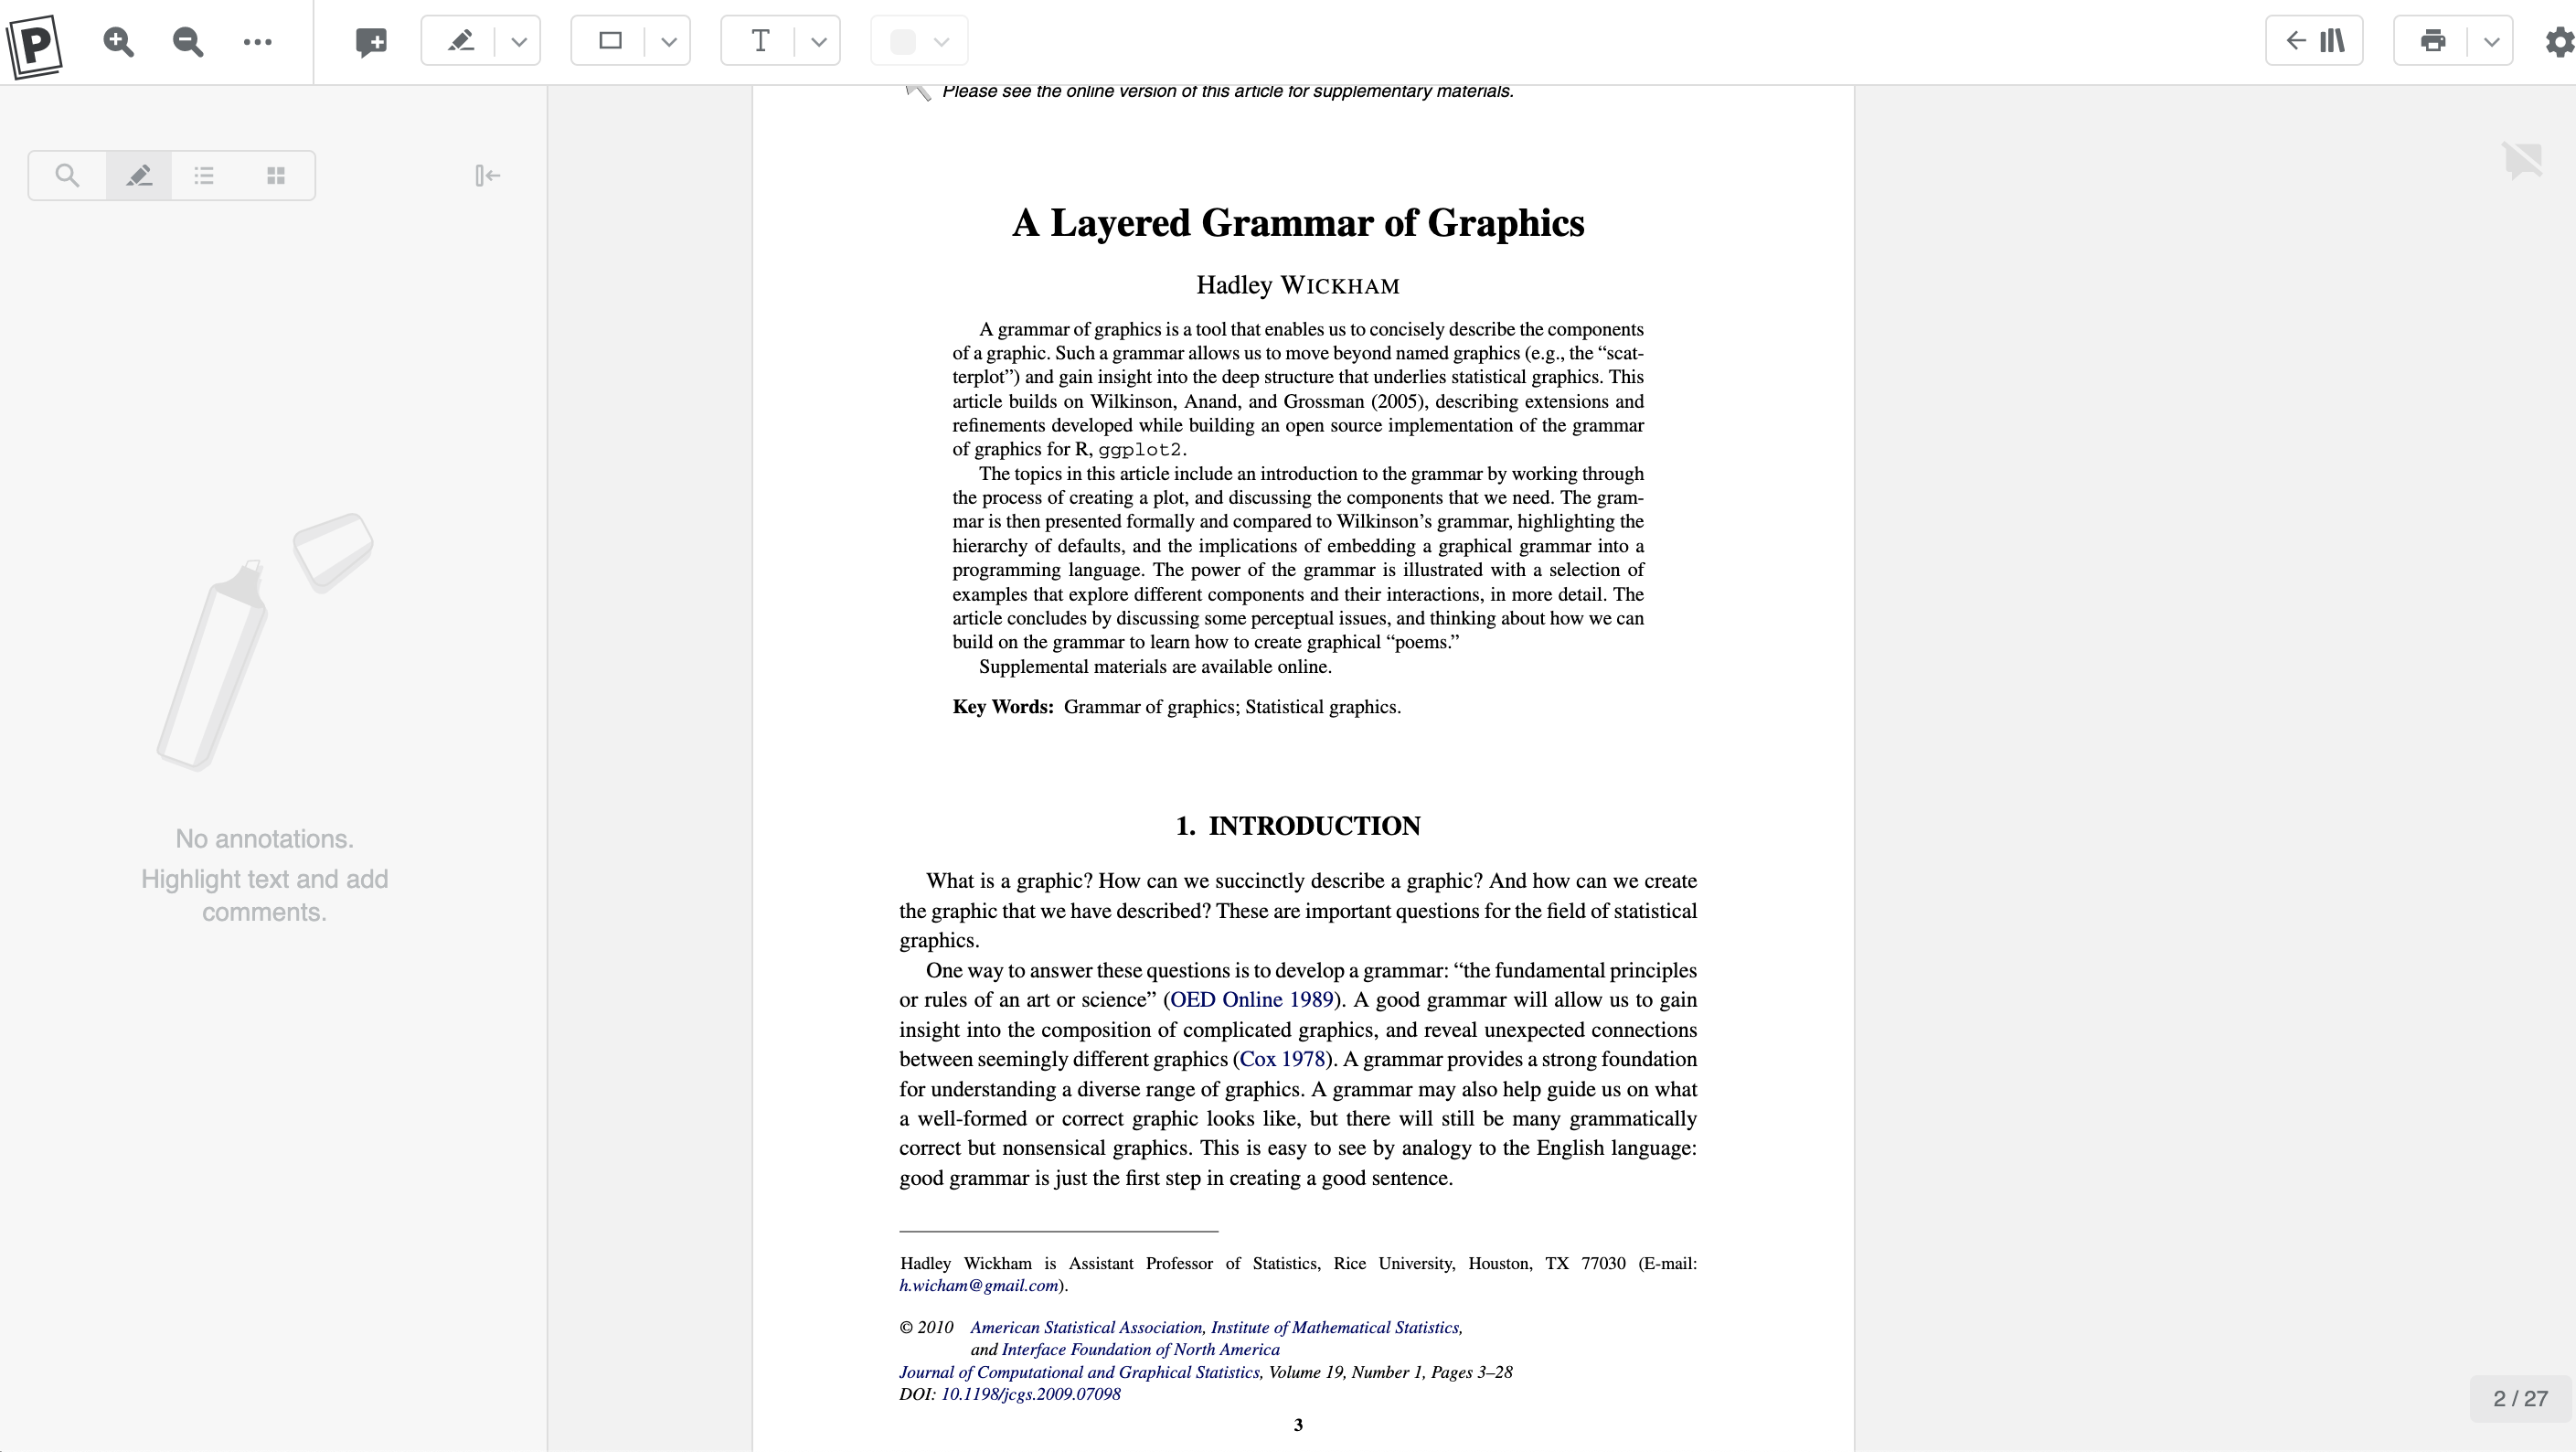 P
T
Please see the online version of this article for supplementary materials.
No annotations.
Highlight text and add
comments.
A Layered Grammar of Graphics
Hadley WICKHAM
A grammar of graphics is a tool that enables us to concisely describe the components
of a graphic. Such a grammar allows us to move beyond named graphics (e.g., the “scat-
terplot”) and gain insight into the deep structure that underlies statistical graphics. This
article builds on Wilkinson, Anand, and Grossman (2005), describing extensions and
refinements developed while building an open source implementation of the grammar
of graphics for R, ggplot2.
The topics in this article include an introduction to the grammar by working through
the process of creating a plot, and discussing the components that we need. The gram-
mar is then presented formally and compared to Wilkinson’s grammar, highlighting the
hierarchy of defaults, and the implications of embedding a graphical grammar into a
programming language. The power of the grammar is illustrated with a selection of
examples that explore different components and their interactions, in more detail. The
article concludes by discussing some perceptual issues, and thinking about how we can
build on the grammar to learn how to create graphical “poems.”
Supplemental materials are available online.
Key Words: Grammar of graphics; Statistical graphics.
1. INTRODUCTION
What is a graphic? How can we succinctly describe a graphic? And how can we create
the graphic that we have described? These are important questions for the field of statistical
graphics.
One way to answer these questions is to develop a grammar: “the fundamental principles
or rules of an art or science” (OED Online 1989). A good grammar will allow us to gain
insight into the composition of complicated graphics, and reveal unexpected connections
between seemingly different graphics (Cox 1978). A grammar provides a strong foundation
for understanding a diverse range of graphics. A grammar may also help guide us on what
a well-formed or correct graphic looks like, but there will still be many grammatically
correct but nonsensical graphics. This is easy to see by analogy to the English language:
good grammar is just the first step in creating a good sentence.
Hadley Wickham is Assistant Professor of Statistics, Rice University, Houston, TX 77030 (E-mail:
h.wicham@gmail.com).
© 2010 American Statistical Association, Institute of Mathematical Statistics,
and Interface Foundation of North America
Journal of Computational and Graphical Statistics, Volume 19, Number 1, Pages 3–28
DOI: 10.1198/jcgs.2009.07098
3
2 / 27